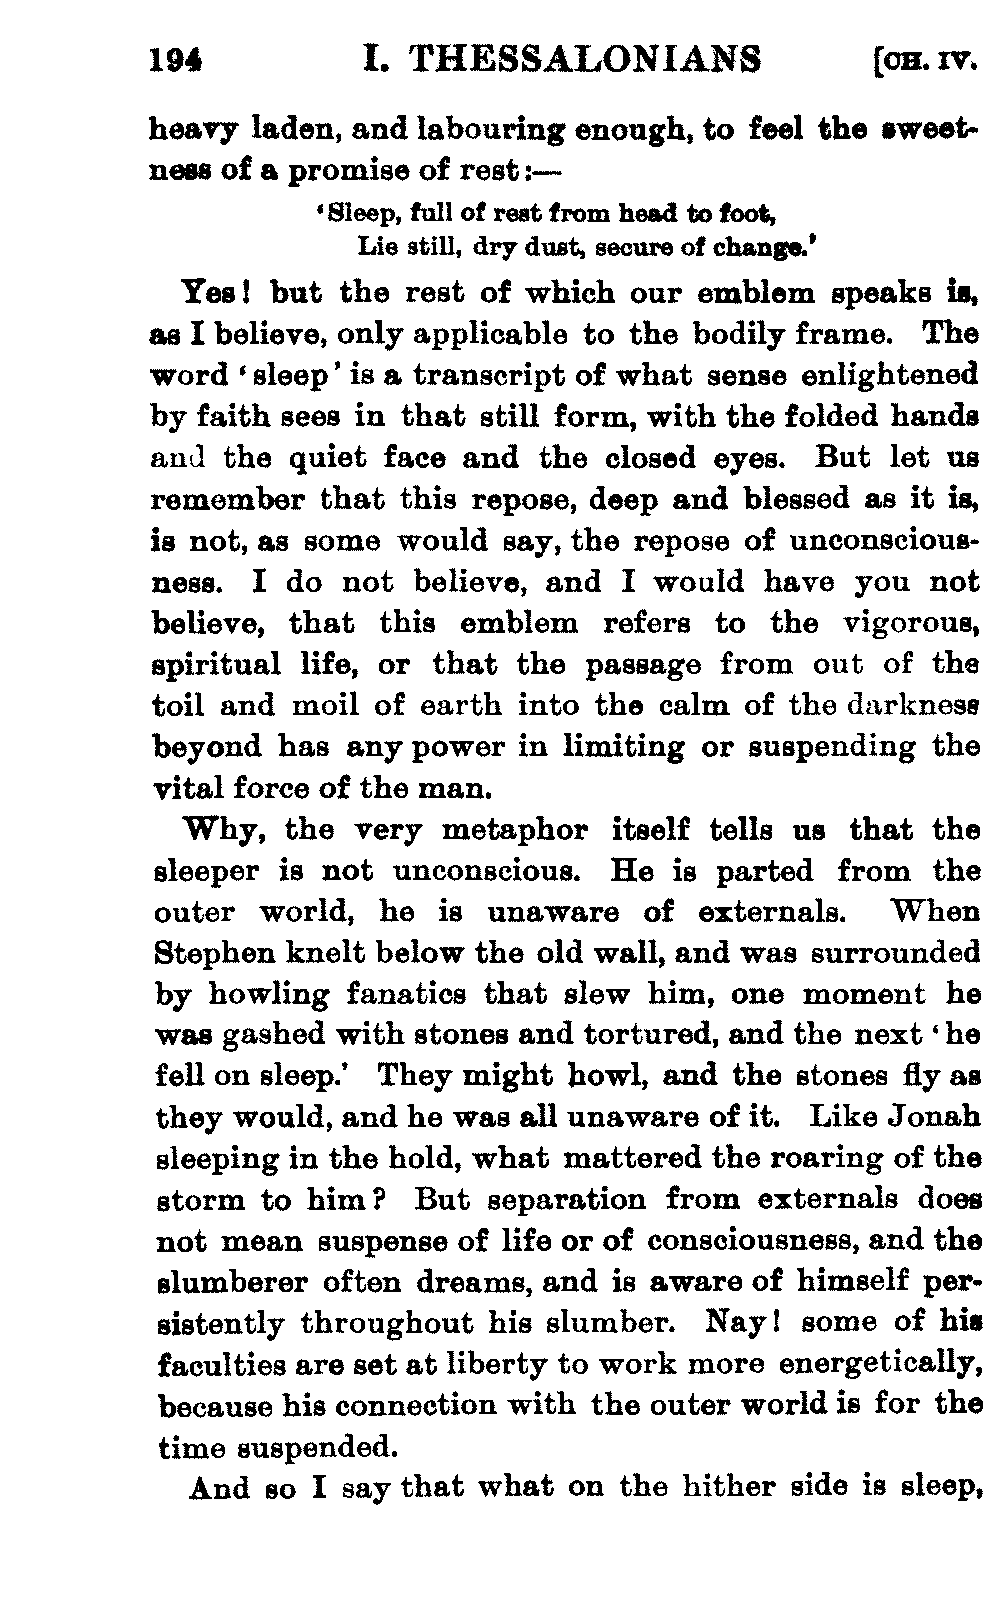 194 I. THESSALONIANS [CH. IV.
heavy laden, and labouring enough, to feel the sweet-
ness of a promise of rest:—
‘Sleep, full of rest from head to foot,
Lie still, dry dust, secure of change.’
Yes! but the rest of which our emblem speaks is,
as I believe, only applicable to the bodily frame. The
word ‘sleep’ is a transcript of what sense enlightened
by faith sees in that still form, with the folded hands
and the quiet face and the closed eyes. But let us
remember that this repose, deep and blessed as it is,
is not, as some would say, the repose of unconscious-
ness. I do not believe, and I would have you not
believe, that this emblem refers to the vigorous,
spiritual life, or that the passage from out of the
toil and moil of earth into the calm of the darkness
beyond has any power in limiting or suspending the
vital force of the man.
Why, the very metaphor itself tells us that the
sleeper is not unconscious. He is parted from the
outer world, he is unaware of externals. When
Stephen knelt below the old wall, and was surrounded
by howling fanatics that slew him, one moment he
was gashed with stones and tortured, and the next ‘he
fell on sleep.’ They might howl, and the stones fly as
they would, and he was all unaware of it. Like Jonah
sleeping in the hold, what mattered the roaring of the
storm to him? But separation from externals does
not mean suspense of life or of consciousness, and the
slumberer often dreams, and is aware of himself per-
sistently throughout his slumber. Nay! some of his
faculties are set at liberty to work more energetically,
because his connection with the outer world is for the
time suspended.
And so I say that what on the hither side is sleep,